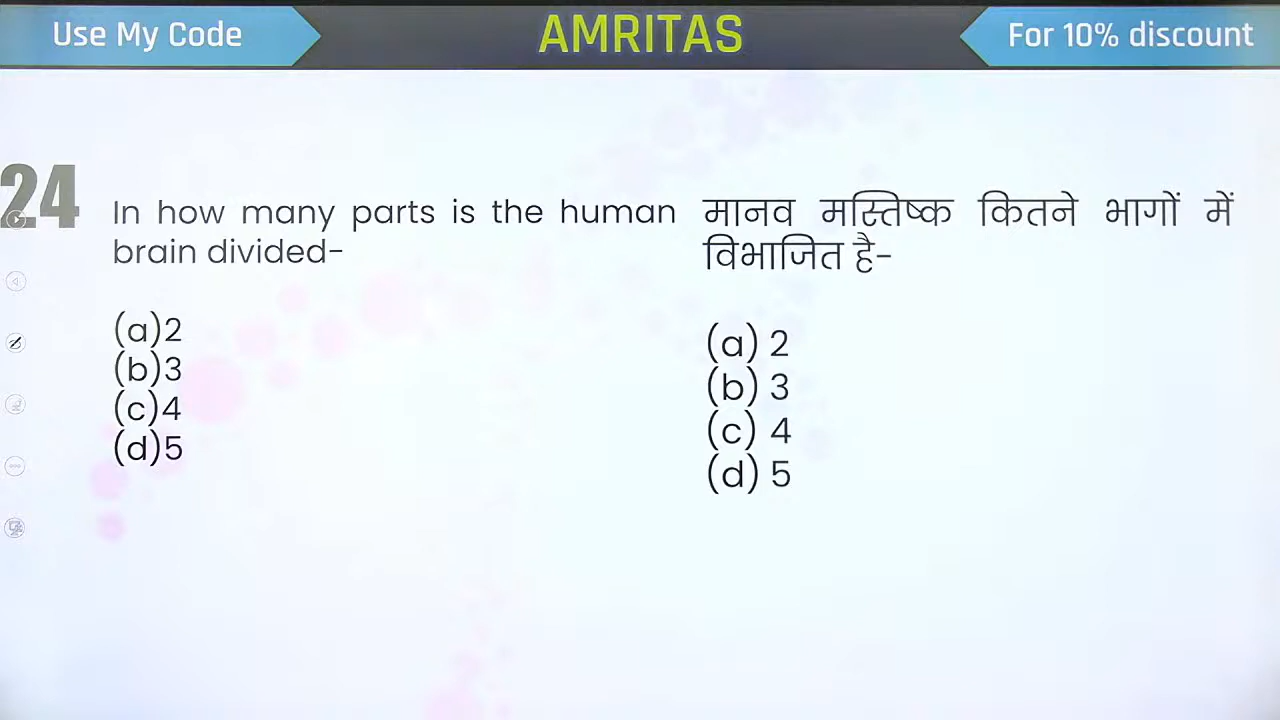 Use My Code
AMRITAS
For 10% discount
24
In how many parts is the human
brain divided-
(a)2
(b)3
(c)4
(d)5
मानव मस्तिष्क कितने भागों में
विभाजित है-
(a) 2
(b) 3
(c) 4
(d) 5